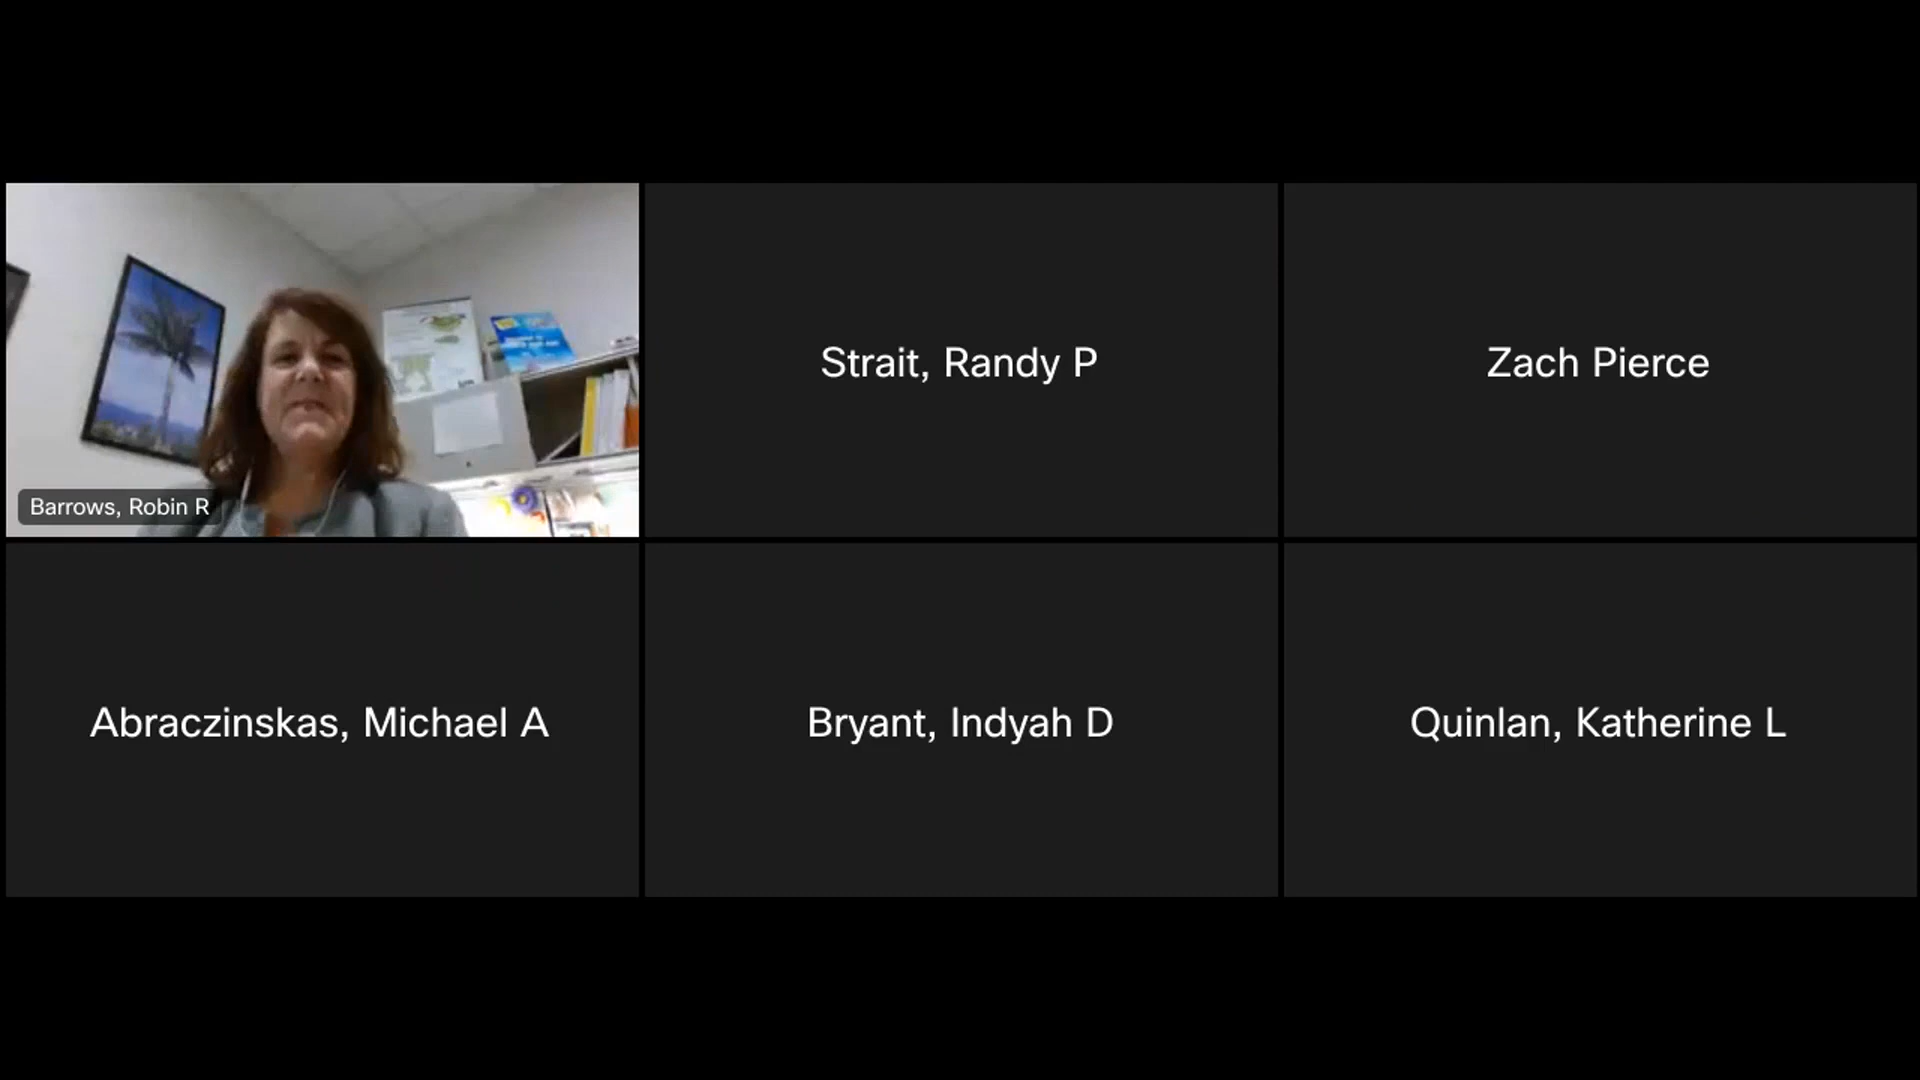 Barrows, Robin R
Strait, Randy P
Zach Pierce
Abraczinskas, Michael A
Bryant, Indyah D
Quinlan, Katherine L